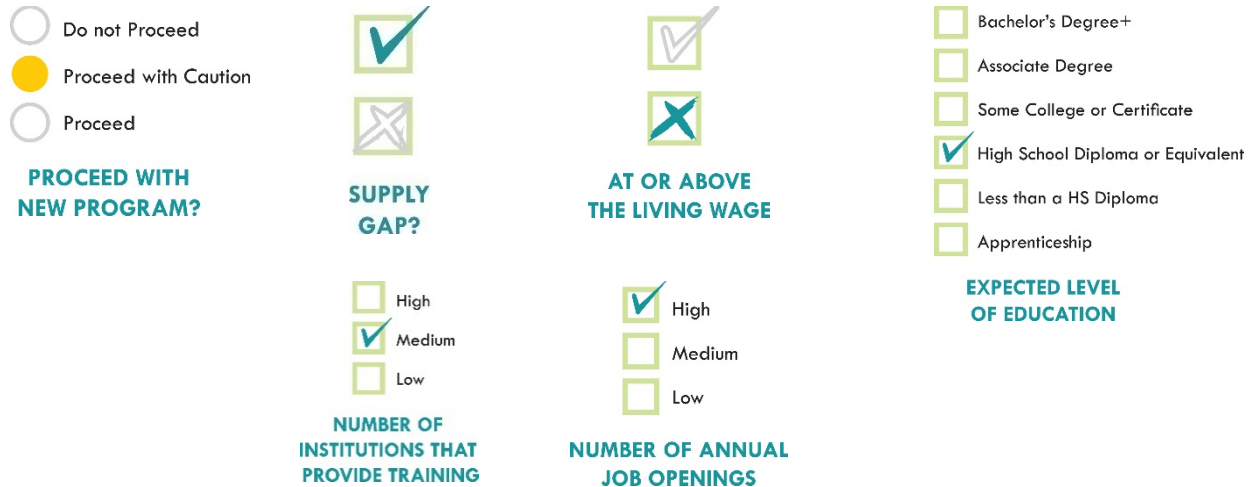 Do not Proceed
Proceed with Caution
Proceed
PROCEED WITH
NEW PROGRAM?
SUPPLY
GAP?
AT OR ABOVE
THE LIVING WAGE
Bachelor's Degree+
Associate Degree
Some College or Certificate
High School Diploma or Equivalent
Less than a HS Diploma
Apprenticeship
EXPECTED LEVEL
OF EDUCATION
High
Medium
Low
NUMBER OF
INSTITUTIONS THAT
PROVIDE TRAINING
High
Medium
Low
NUMBER OF ANNUAL
JOB OPENINGS